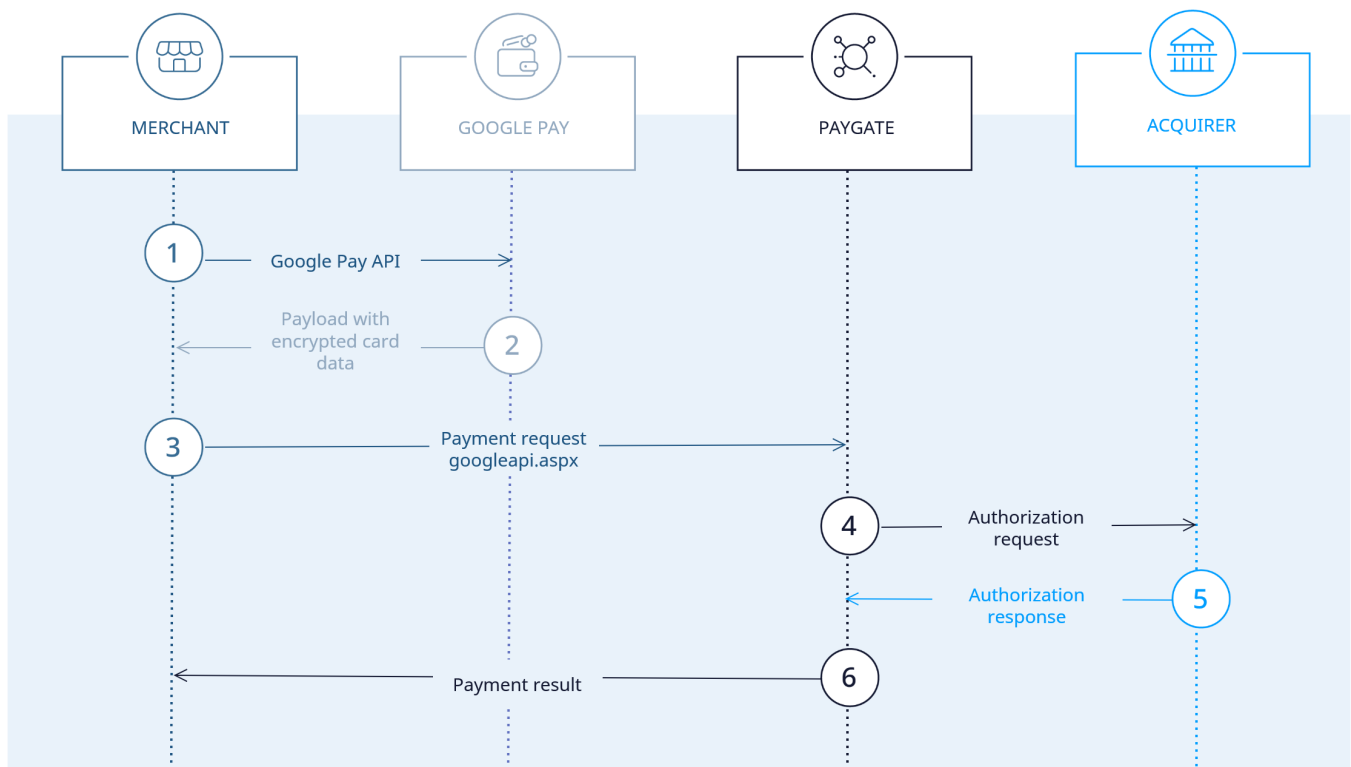 MERCHANT
GOOGLE PAY
PAYGATE
ACQUIRER
1
Google Pay API
Payload with
encrypted card
data
2
3
Payment request
googleapi.aspx
4
Authorization
request
Authorization
response
5
Payment result
6